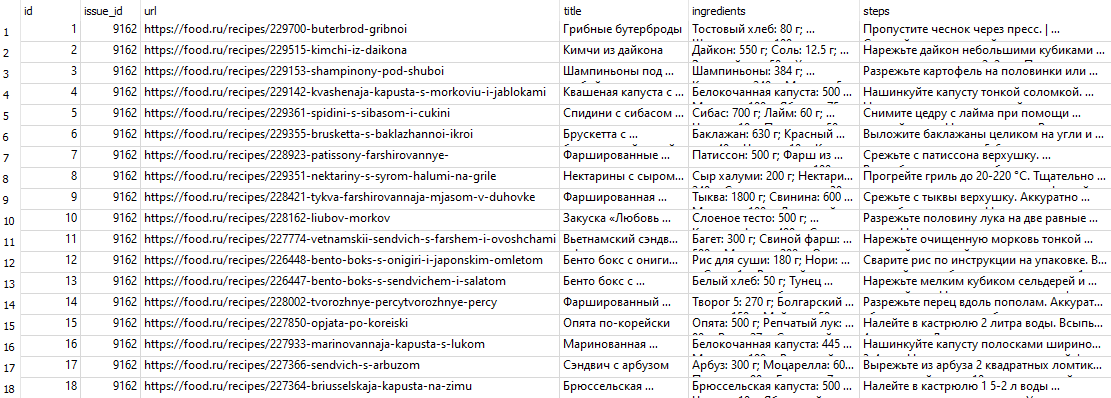 id issue_id url title ingredients steps
1 1 9162 https://food.ru/recipes/229700-buterbrod-gribnoi Грибные бутерброды Тостовый хлеб: 80 г; ... Пропустите чеснок через пресс. | ...
2 2 9162 https://food.ru/recipes/229515-kimchi-iz-daikona Кимчи из дайкона Дайкон: 550 г; Соль: 12.5 г; ... Нарежьте дайкон небольшими кубиками
3 3 9162 https://food.ru/recipes/229153-shampinony-pod-shuboi Шампиньоны под ... Шампиньоны: 384 г; ... Разрежьте картофель на половинки или ...
4 4 9162 https://food.ru/recipes/229142-kvashenaja-kapusta-s-morkoviu-i-jablokami Квашеная капуста с ... Белокочанная капуста: 500 ... Нашинкуйте капусту тонкой соломкой. ...
5 5 9162 https://food.ru/recipes/229361-spidini-s-sibasom-i-cukini Спидини с сибасом ... Сибас: 700 г; Лайм: 60 г; ... Снимите цедру с лайма при помощи ...
6 6 9162 https://food.ru/recipes/229355-brusketta-s-baklazhannoi-ikroi Брускетта с ... Баклажан: 630 г; Красный ... Выложите баклажаны целиком на угли и ...
7 7 9162 https://food.ru/recipes/228923-patissony-farshirovannye- Фаршированные ... Патиссон: 500 г; Фарш из ... Срежьте с патиссона верхушку. ...
8 8 9162 https://food.ru/recipes/229351-nektariny-s-syrom-halumi-na-grile Нектарины с сыром... Сыр халуми: 200 г; Нектари... Прогрейте гриль до 20-220 °C. Тщательно ...
9 9 9162 https://food.ru/recipes/228421-tykva-farshirovannaja-mjasom-v-duhovke Фаршированная ... Тыква: 1800 г; Свинина: 600 ... Срежьте с тыквы верхушку. Аккуратно ...
10 10 9162 https://food.ru/recipes/228162-liubov-morkov Закуска «Любовь ... Слоеное тесто: 500 г; ... Разрежьте половину лука на две равные ...
11 11 9162 https://food.ru/recipes/227774-vetnamskii-sendvich-s-farshem-i-ovoshchami Вьетнамский сэндв... Багет: 300 г; Свиной фарш: ... Нарежьте очищенную морковь тонкой ...
12 12 9162 https://food.ru/recipes/226448-bento-boks-s-onigiri-i-japonskim-omletom Бенто бокс с ониги... Рис для суши: 180 г; Нори: ... Сварите рис по инструкции на упаковке. В...
13 13 9162 https://food.ru/recipes/226447-bento-boks-s-sendvichem-i-salatom Бенто бокс с ... Белый хлеб: 50 г; Тунец ... Нарежьте мелким кубиком сельдерей и ...
14 14 9162 https://food.ru/recipes/228002-tvorozhnye-percytvorozhnye-percy Фаршированный ... Творог 5: 270 г; Болгарский ... Разрежьте перец вдоль пополам. Аккурат...
15 15 9162 https://food.ru/recipes/227850-opjata-po-koreiski Опята по-корейски Опята: 500 г; Репчатый лук: ... Налейте в кастрюлю 2 литра воды. Всыпь...
16 16 9162 https://food.ru/recipes/227933-marinovannaja-kapusta-s-lukom Маринованная ... Белокочанная капуста: 445 ... Нашинкуйте капусту полосками ширино...
17 17 9162 https://food.ru/recipes/227366-sendvich-s-arbuzom Сэндвич с арбузом Арбуз: 300 г; Моцарелла: 60... Вырежьте из арбуза 2 квадратных ломтик...
18 18 9162 https://food.ru/recipes/227364-briusselskaja-kapusta-na-zimu Брюссельская ... Брюссельская капуста: 500 ... Налейте в кастрюлю 1 5-2 л воды ...